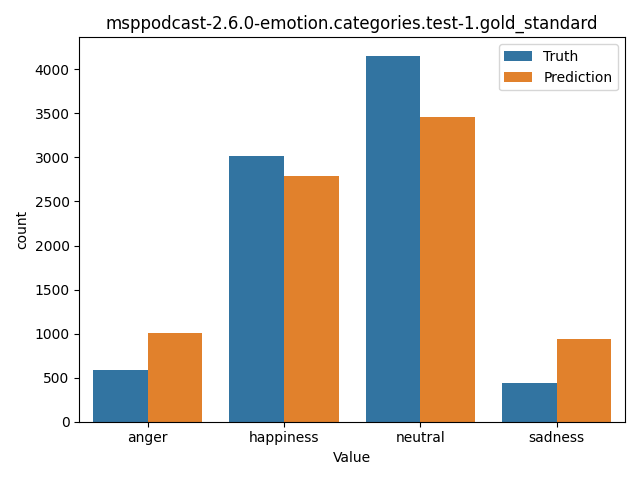 msppodcast-2.6.0-emotion.categories.test-1.gold_standard
Truth
Prediction
4000
3500
3000
2500
2000
1500
1000
500
0
count
anger happiness neutral sadness
Value